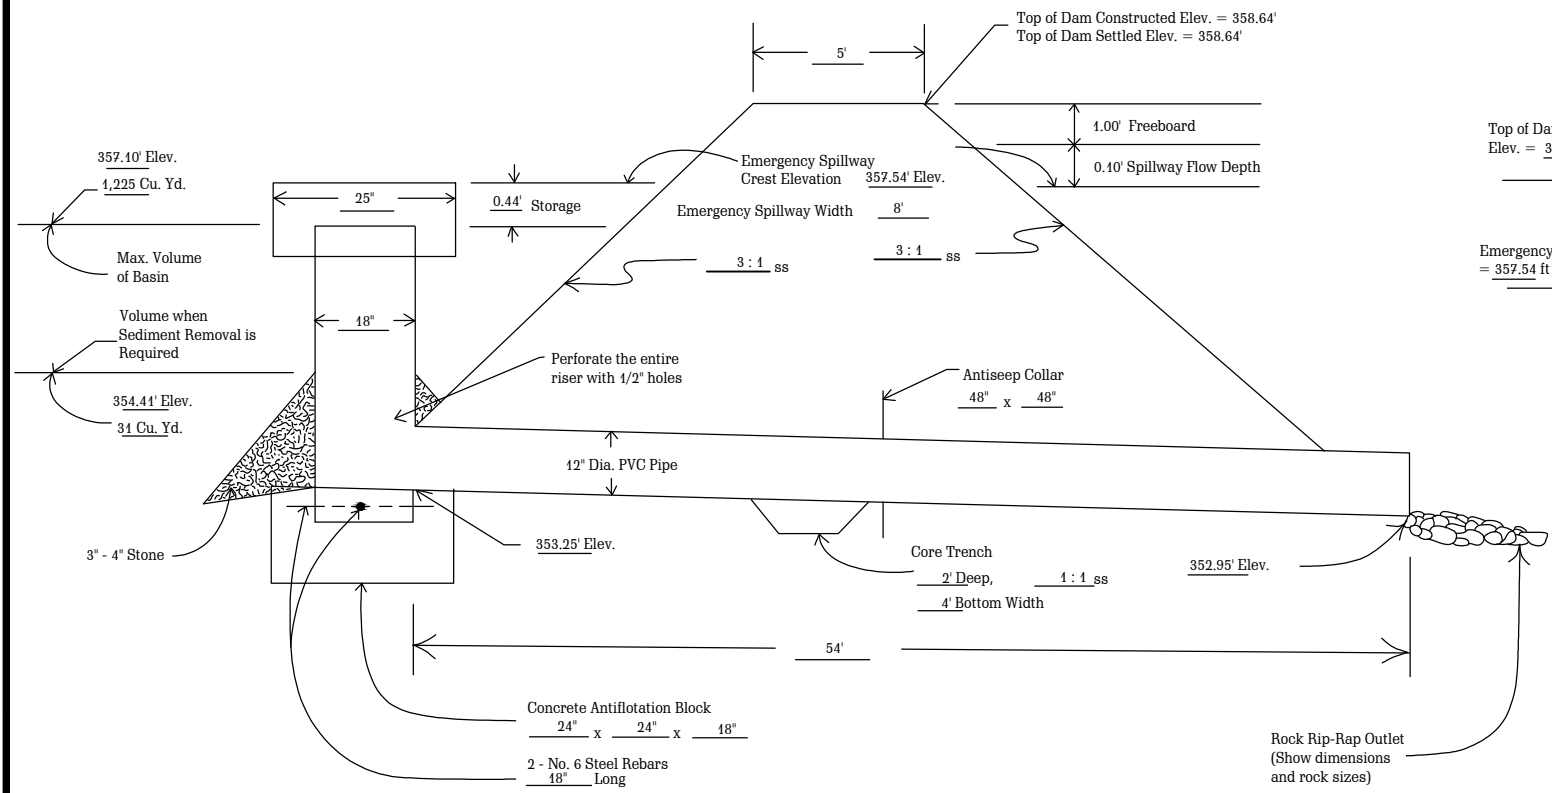 Top of Dam Constructed Elev. = 358.64'
Top of Dam Settled Elev. = 358.64'
5'
1.00' Freeboard
0.10' Spillway Flow Depth
Top of Da
Elev. = 3
357.10' Elev.
1,225 Cu. Yd.
25"
0.44' Storage
Emergency Spillway
Crest Elevation 357.54' Elev.
Emergency Spillway Width 8'
3 : 1 ss
3 : 1 ss
Emergency
= 357.54 ft
Max. Volume
of Basin
Volume when
Sediment Removal is
Required
18"
354.41' Elev.
31 Cu. Yd.
Perforate the entire
riser with 1/2" holes
Antiseep Collar
48" x 48"
12" Dia. PVC Pipe
3" - 4" Stone
353.25' Elev.
Core Trench
2' Deep, 1 : 1 ss
4' Bottom Width
352.95' Elev.
54'
Concrete Antiflotation Block
24" x 24" x 18"
2 - No. 6 Steel Rebars
18" Long
Rock Rip-Rap Outlet
(Show dimensions
and rock sizes)